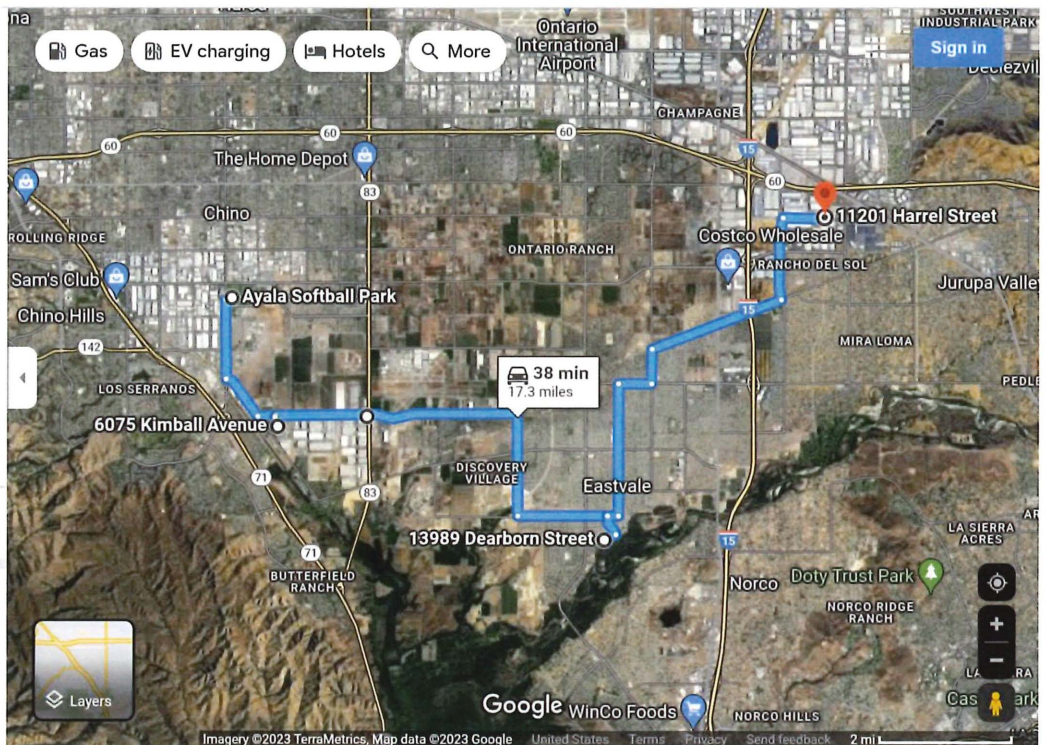 ona
SOUTHWEST
INDUSTRIAL PARK
Gas
EV charging
Hotels
More
Ontario
International
Airport
Sign in
CHAMPAGNE
60
60
60
15
60
The Home Depot
83
Chino
11201 Harrel Street
Costco Wholesale
ROLLING RIDGE
ONTARIO RANCH
RANCHO DEL SOL
Sam's Club
Jurupa Valley
Ayala Softball Park
Chino Hills
15
142
MIRA LOMA
38 min
17.3 miles
LOS SERRANOS
PEDLE
6075 Kimball Avenue
DISCOVERY
VILLAGE
71
83
Eastvale
13989 Dearborn Street
15
LA SIERRA
ACRES
AR
71
BUTTERFIELD
RANCH
Norco
Doty Trust Park
NORCO RIDGE
RANCH
Layers
Google
WinCo Foods
NORCO HILLS
Imagery ©2023 TerraMetrics, Map data ©2023 Google United States Terms Privacy Send feedback 2 mi